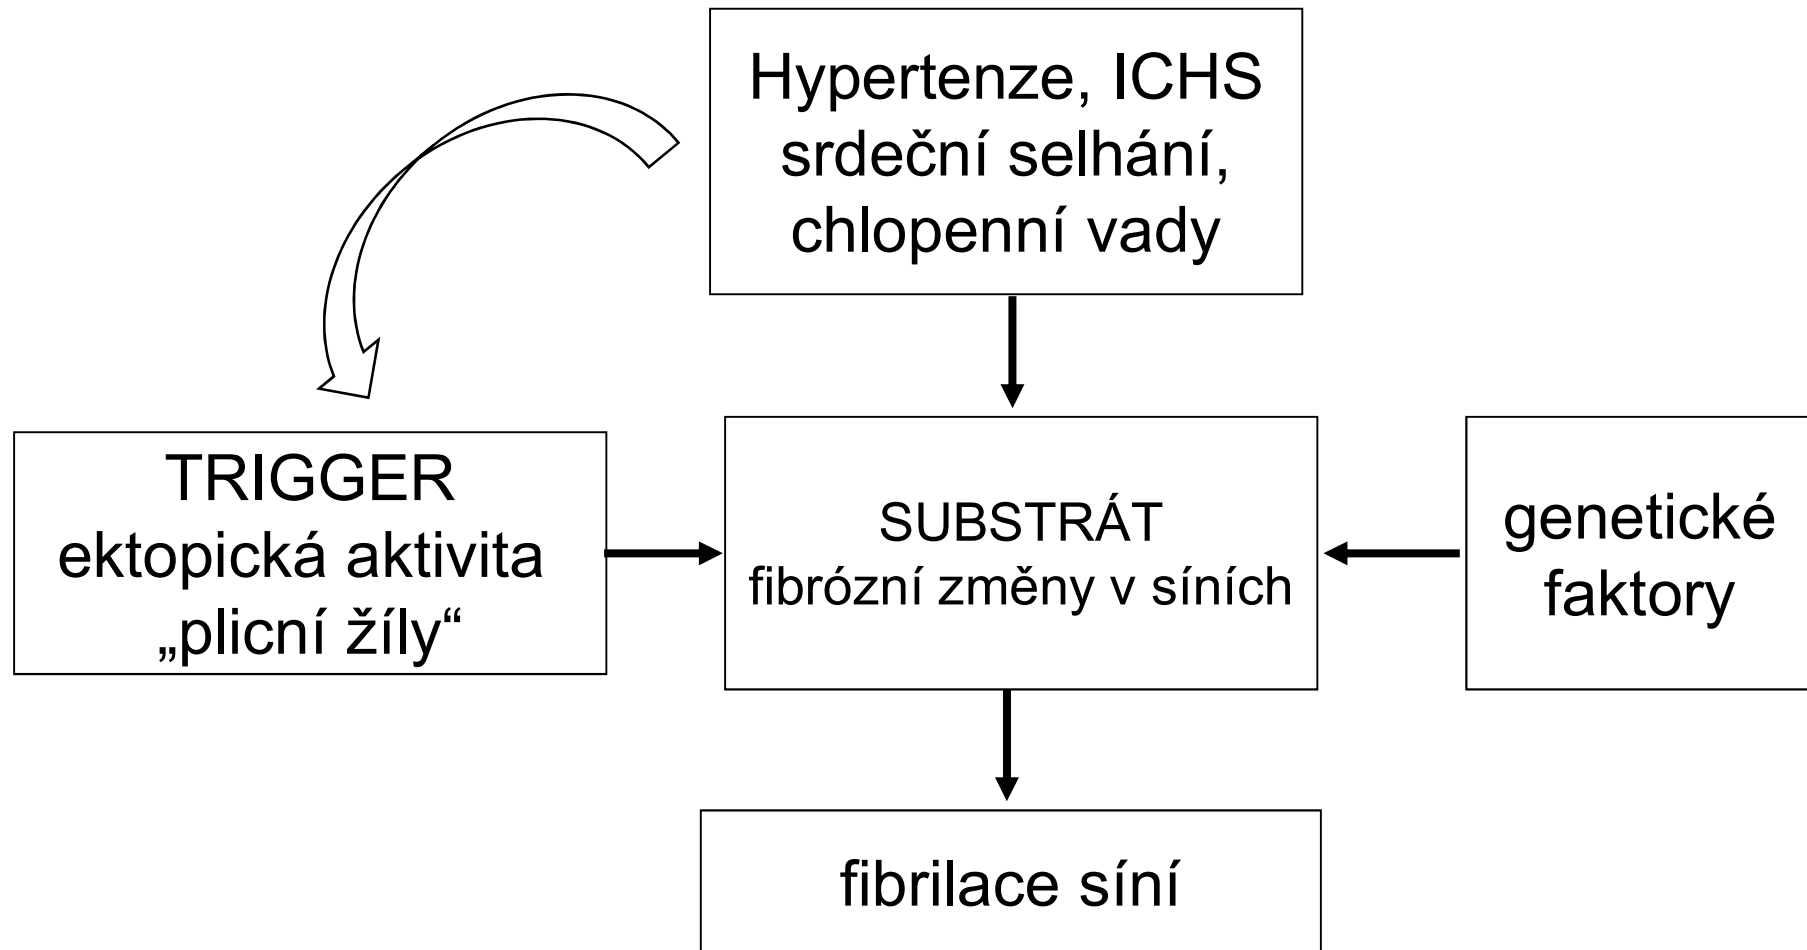 Hypertenze, ICHS
srdeční selhání,
chlopenní vady
TRIGGER
ektopická aktivita
„plicní žíly“
SUBSTRÁT
fibrózní změny v síních
genetické
faktory
fibrilace síní